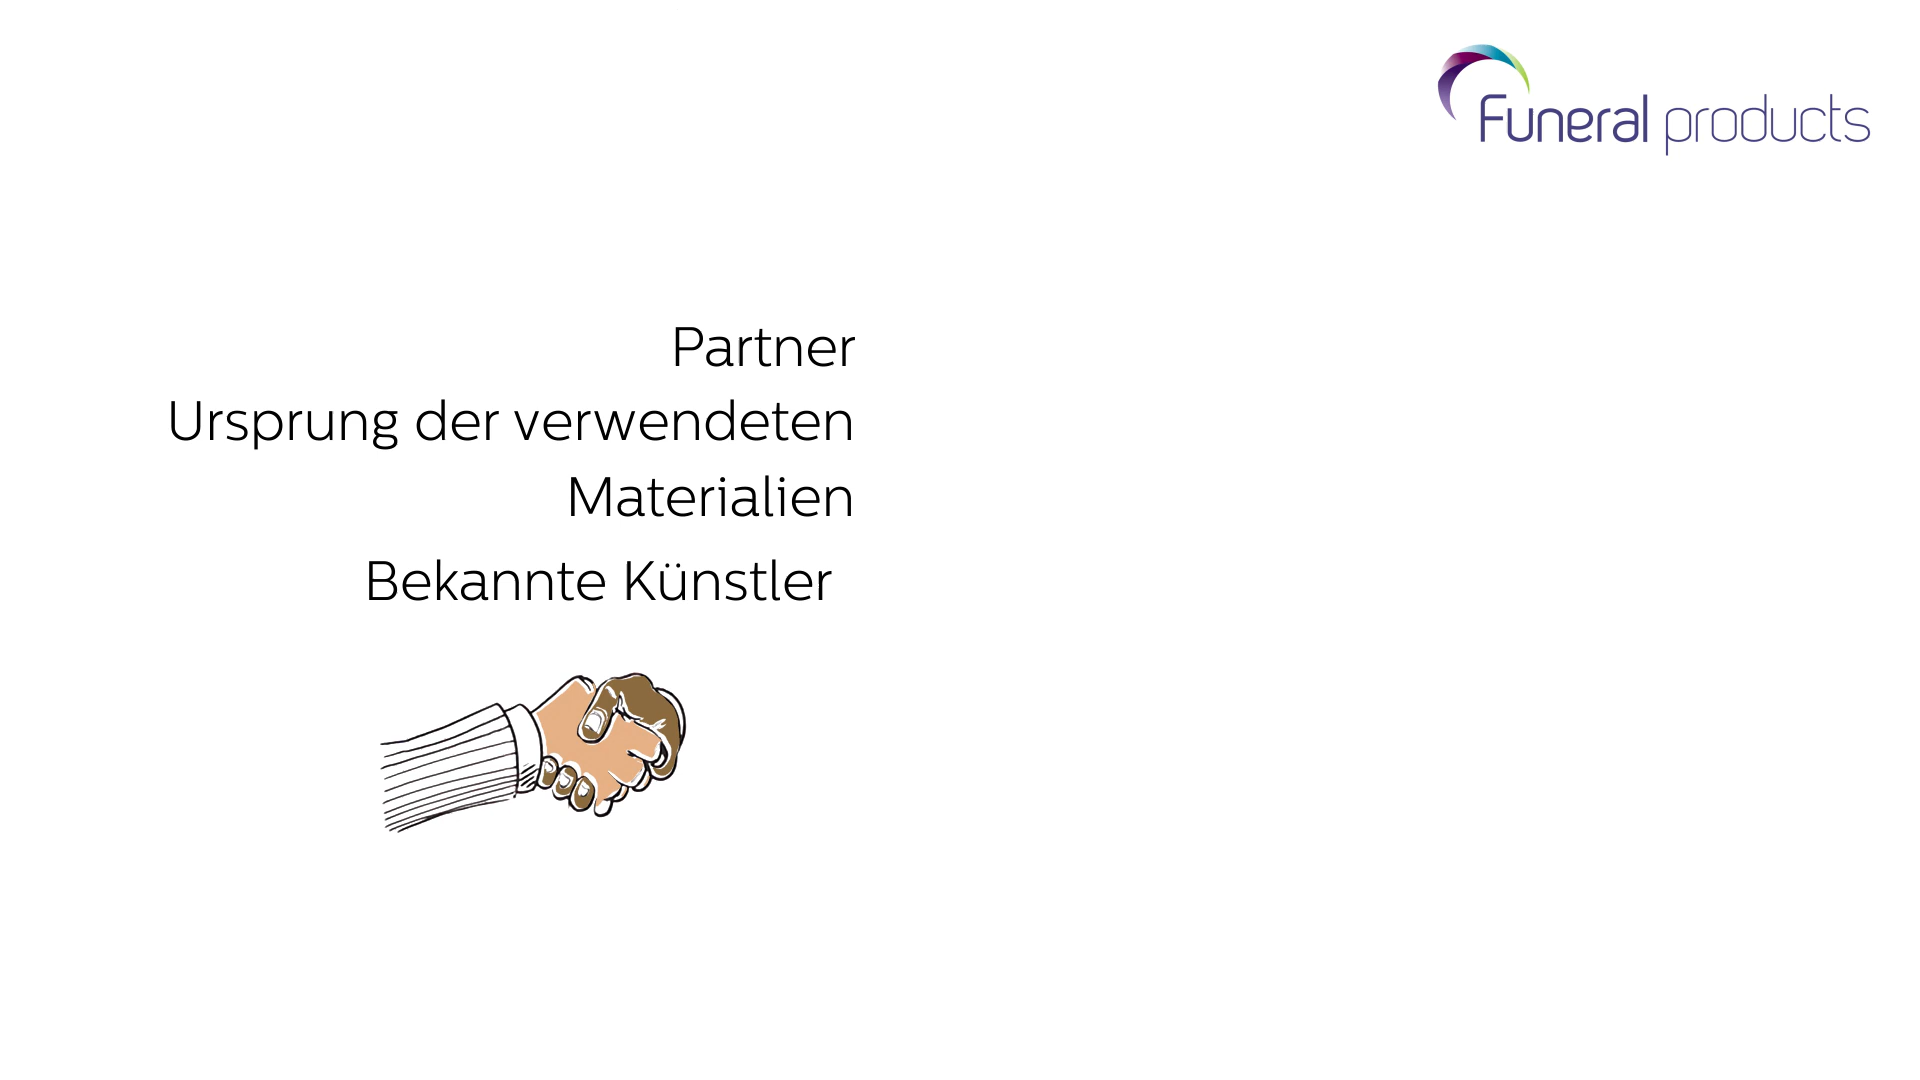 Funeral products
Partner
Ursprung der verwendeten
Materialien
Bekannte Künstler